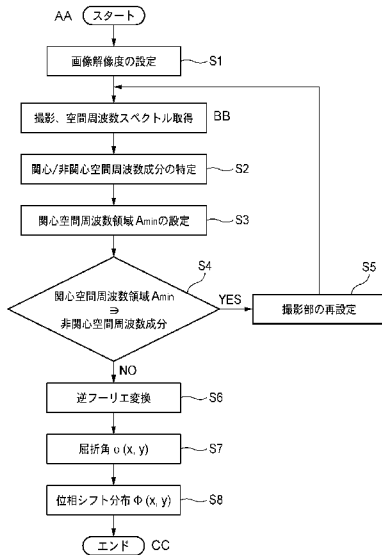 AA スタート
画像解像度の設定 S1
撮影、空間周波数スペクトル取得 BB
関心/非関心空間周波数成分の特定 S2
関心空間周波数領域Aminの設定 S3
S4
関心空間周波数領域Amin
∋
非関心空間周波数成分
YES
S5
撮影部の再設定
NO
逆フーリエ変換 S6
屈折角 α (x, y) S7
位相シフト分布 Φ (x, y) S8
エンド CC